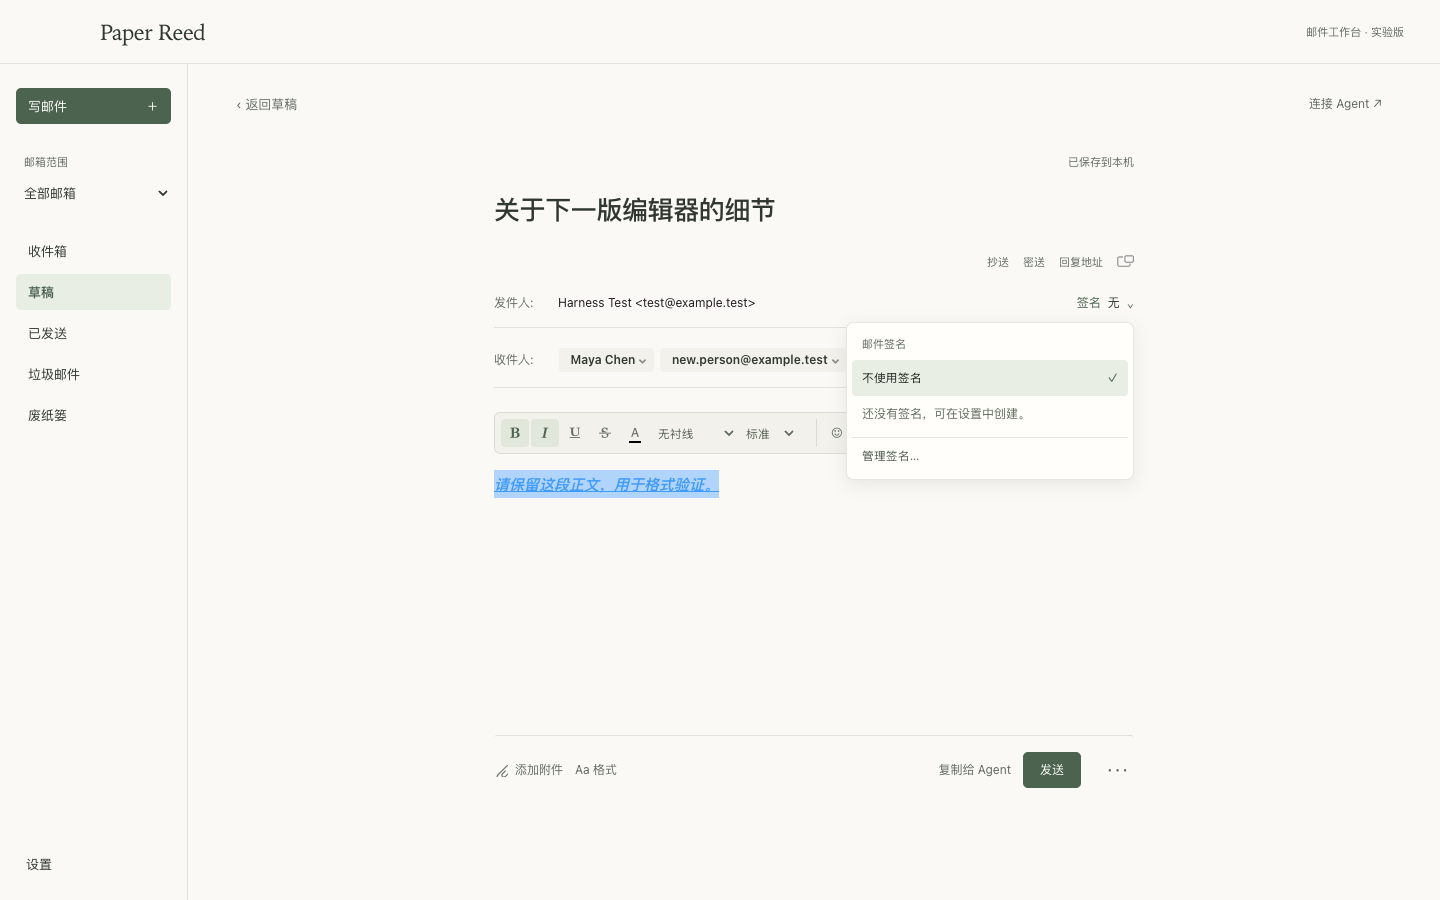 Paper Reed
邮件工作台 · 实验版
写邮件 +
邮箱范围
全部邮箱
收件箱
草稿
已发送
垃圾邮件
废纸篓
设置
‹ 返回草稿
连接 Agent ↗
已保存到本机
关于下一版编辑器的细节
抄送 密送 回复地址
发件人: Harness Test <test@example.test>
签名 无
收件人: Maya Chen new.person@example.test
邮件签名
不使用签名 ✓
还没有签名，可在设置中创建。
管理签名...
B I U S A 无衬线 标准
请保留这段正文，用于格式验证。
添加附件 Aa 格式
复制给 Agent 发送 ···